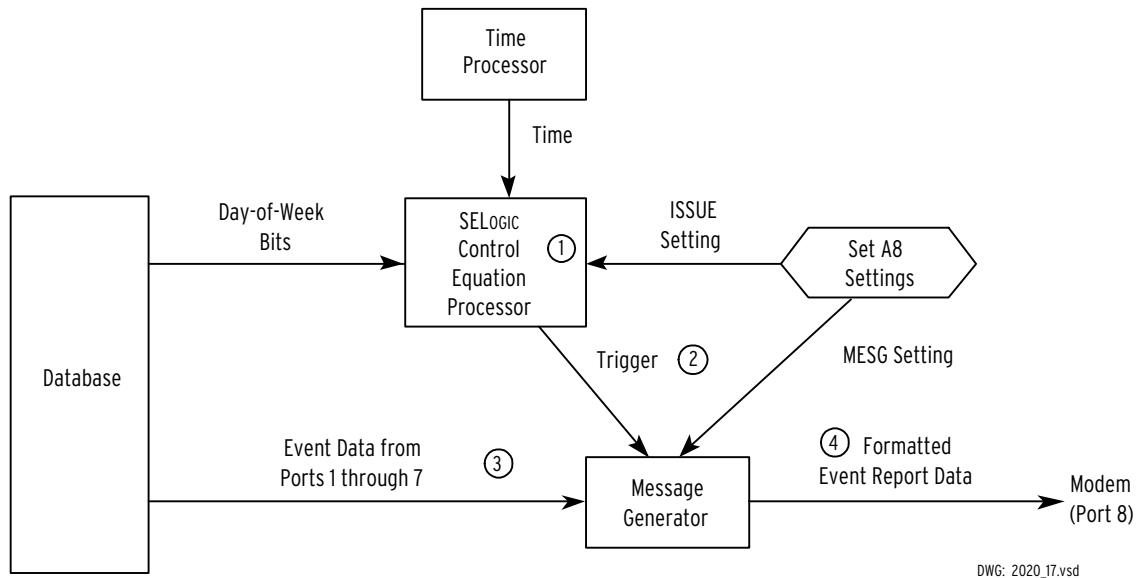 Time
Processor
Time
Day-of-Week
Bits
SELOGIC
Control
Equation
Processor
1
ISSUE
Setting
Set A8
Settings
Database
Trigger 2
MESG Setting
Event Data from
Ports 1 through 7
3
Message
Generator
4 Formatted
Event Report Data
Modem
(Port 8)
DWG: 2020_17.vsd